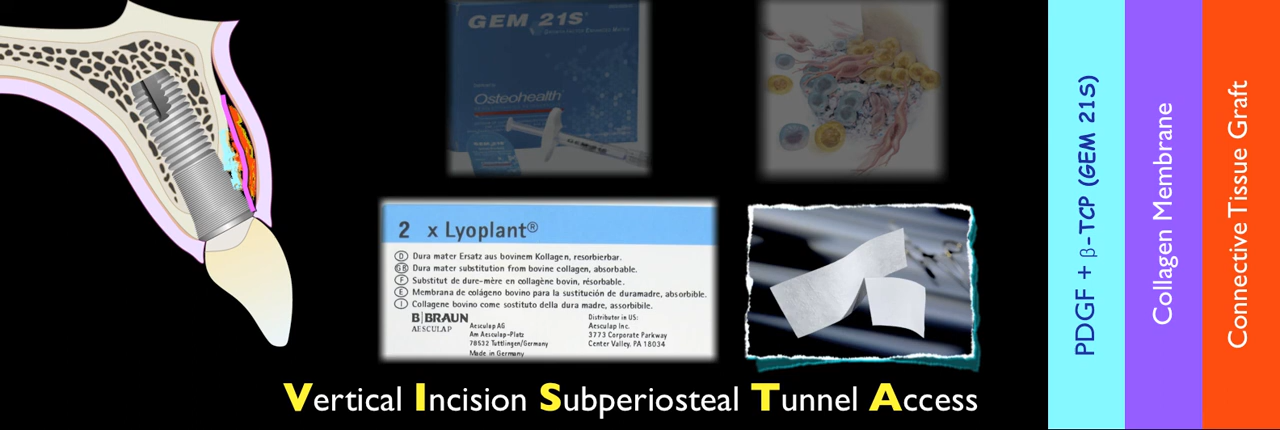 GEM 21S®
Osteohealth
GEM 21S
2 x Lyoplant®
D Dura mater Ersatz aus bovinem Kollagen, resorbierbar.
GB Dura mater substitution from bovine collagen, absorbable.
F Substitut de dure-mère en collagène bovin, résorbable.
E Membrana de colágeno bovino para la sustitución de duramadre, absorbible.
I Collagene bovino come sostituto della dura madre, assorbibile.
B|BRAUN
AESCULAP
Aesculap AG
Am Aesculap-Platz
78532 Tuttlingen/Germany
Made in Germany
Distributor in US:
Aesculap Inc.
3773 Corporate Parkway
Center Valley. PA 18034
Vertical Incision Subperiosteal Tunnel Access
PDGF + β-TCP (GEM 21S)
Collagen Membrane
Connective Tissue Graft